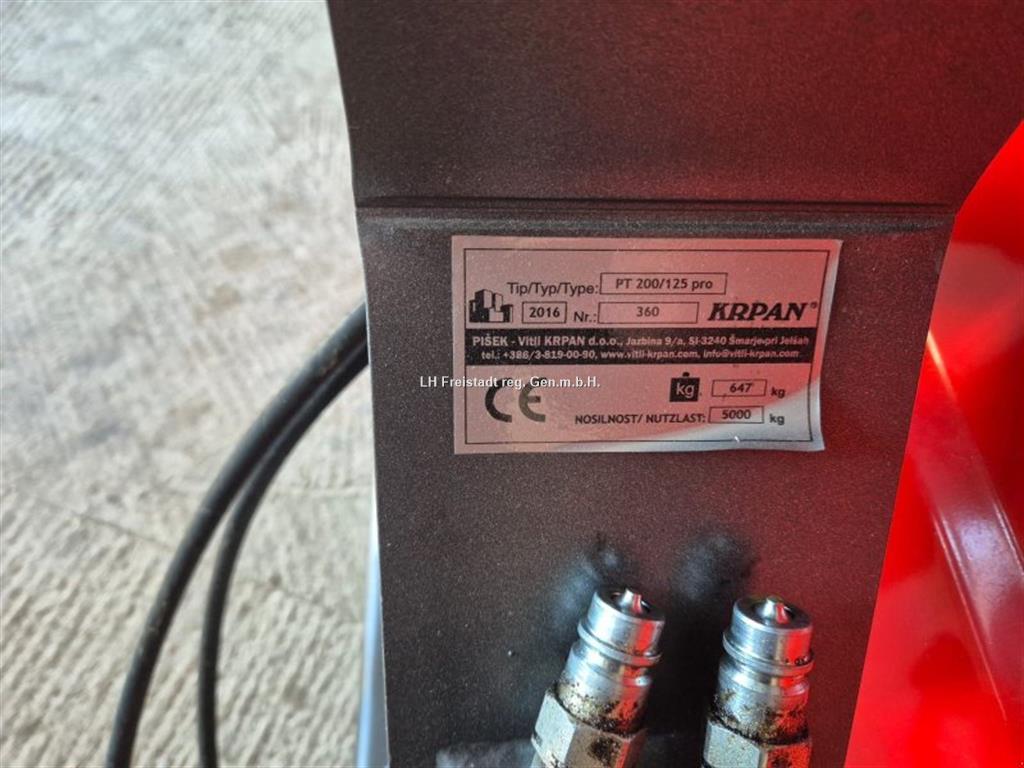 Tip/Typ/Type: PT 200/125 pro
2016 Nr.: 360 KRPAN®
PIŠEK - Vitli KRPAN d.o.o., Jazbina 9/a, SI-3240 Šmarje pri Jelšah
tel.: +386/3-819-00-90, www.vitli-krpan.com, info@vitli-krpan.com
LH Freistadt reg. Gen.m.b.H.
CE kg 647 kg
NOSILNOST/ NUTZLAST: 5000 kg